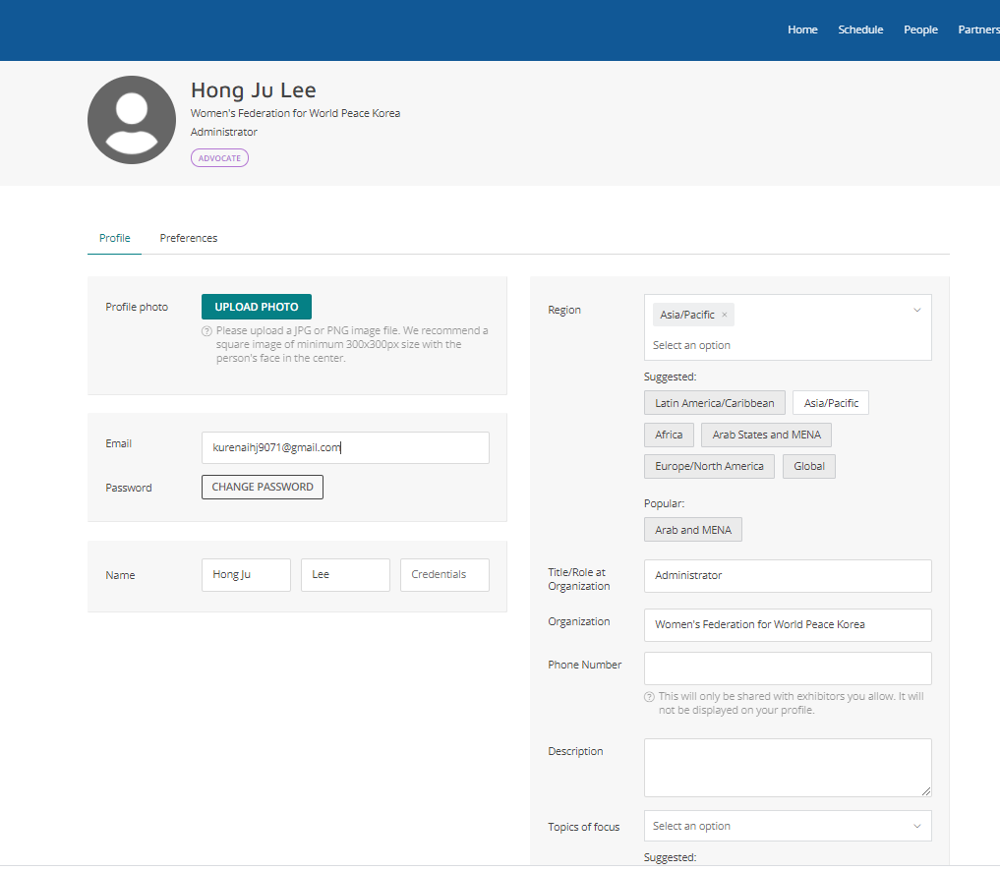 Home Schedule People Partners
Hong Ju Lee
Women's Federation for World Peace Korea
Administrator
ADVOCATE
Profile Preferences
Profile photo
UPLOAD PHOTO
Please upload a JPG or PNG image file. We recommend a
square image of minimum 300x300px size with the
person's face in the center.
Email
kurenaihj9071@gmail.com
Password
CHANGE PASSWORD
Name
Hong Ju
Lee
Credentials
Region
Asia/Pacific ×
Select an option
Suggested:
Latin America/Caribbean Asia/Pacific
Africa Arab States and MENA
Europe/North America Global
Popular:
Arab and MENA
Title/Role at
Organization
Administrator
Organization
Women's Federation for World Peace Korea
Phone Number
This will only be shared with exhibitors you allow. It will
not be displayed on your profile.
Description
Topics of focus
Select an option
Suggested: